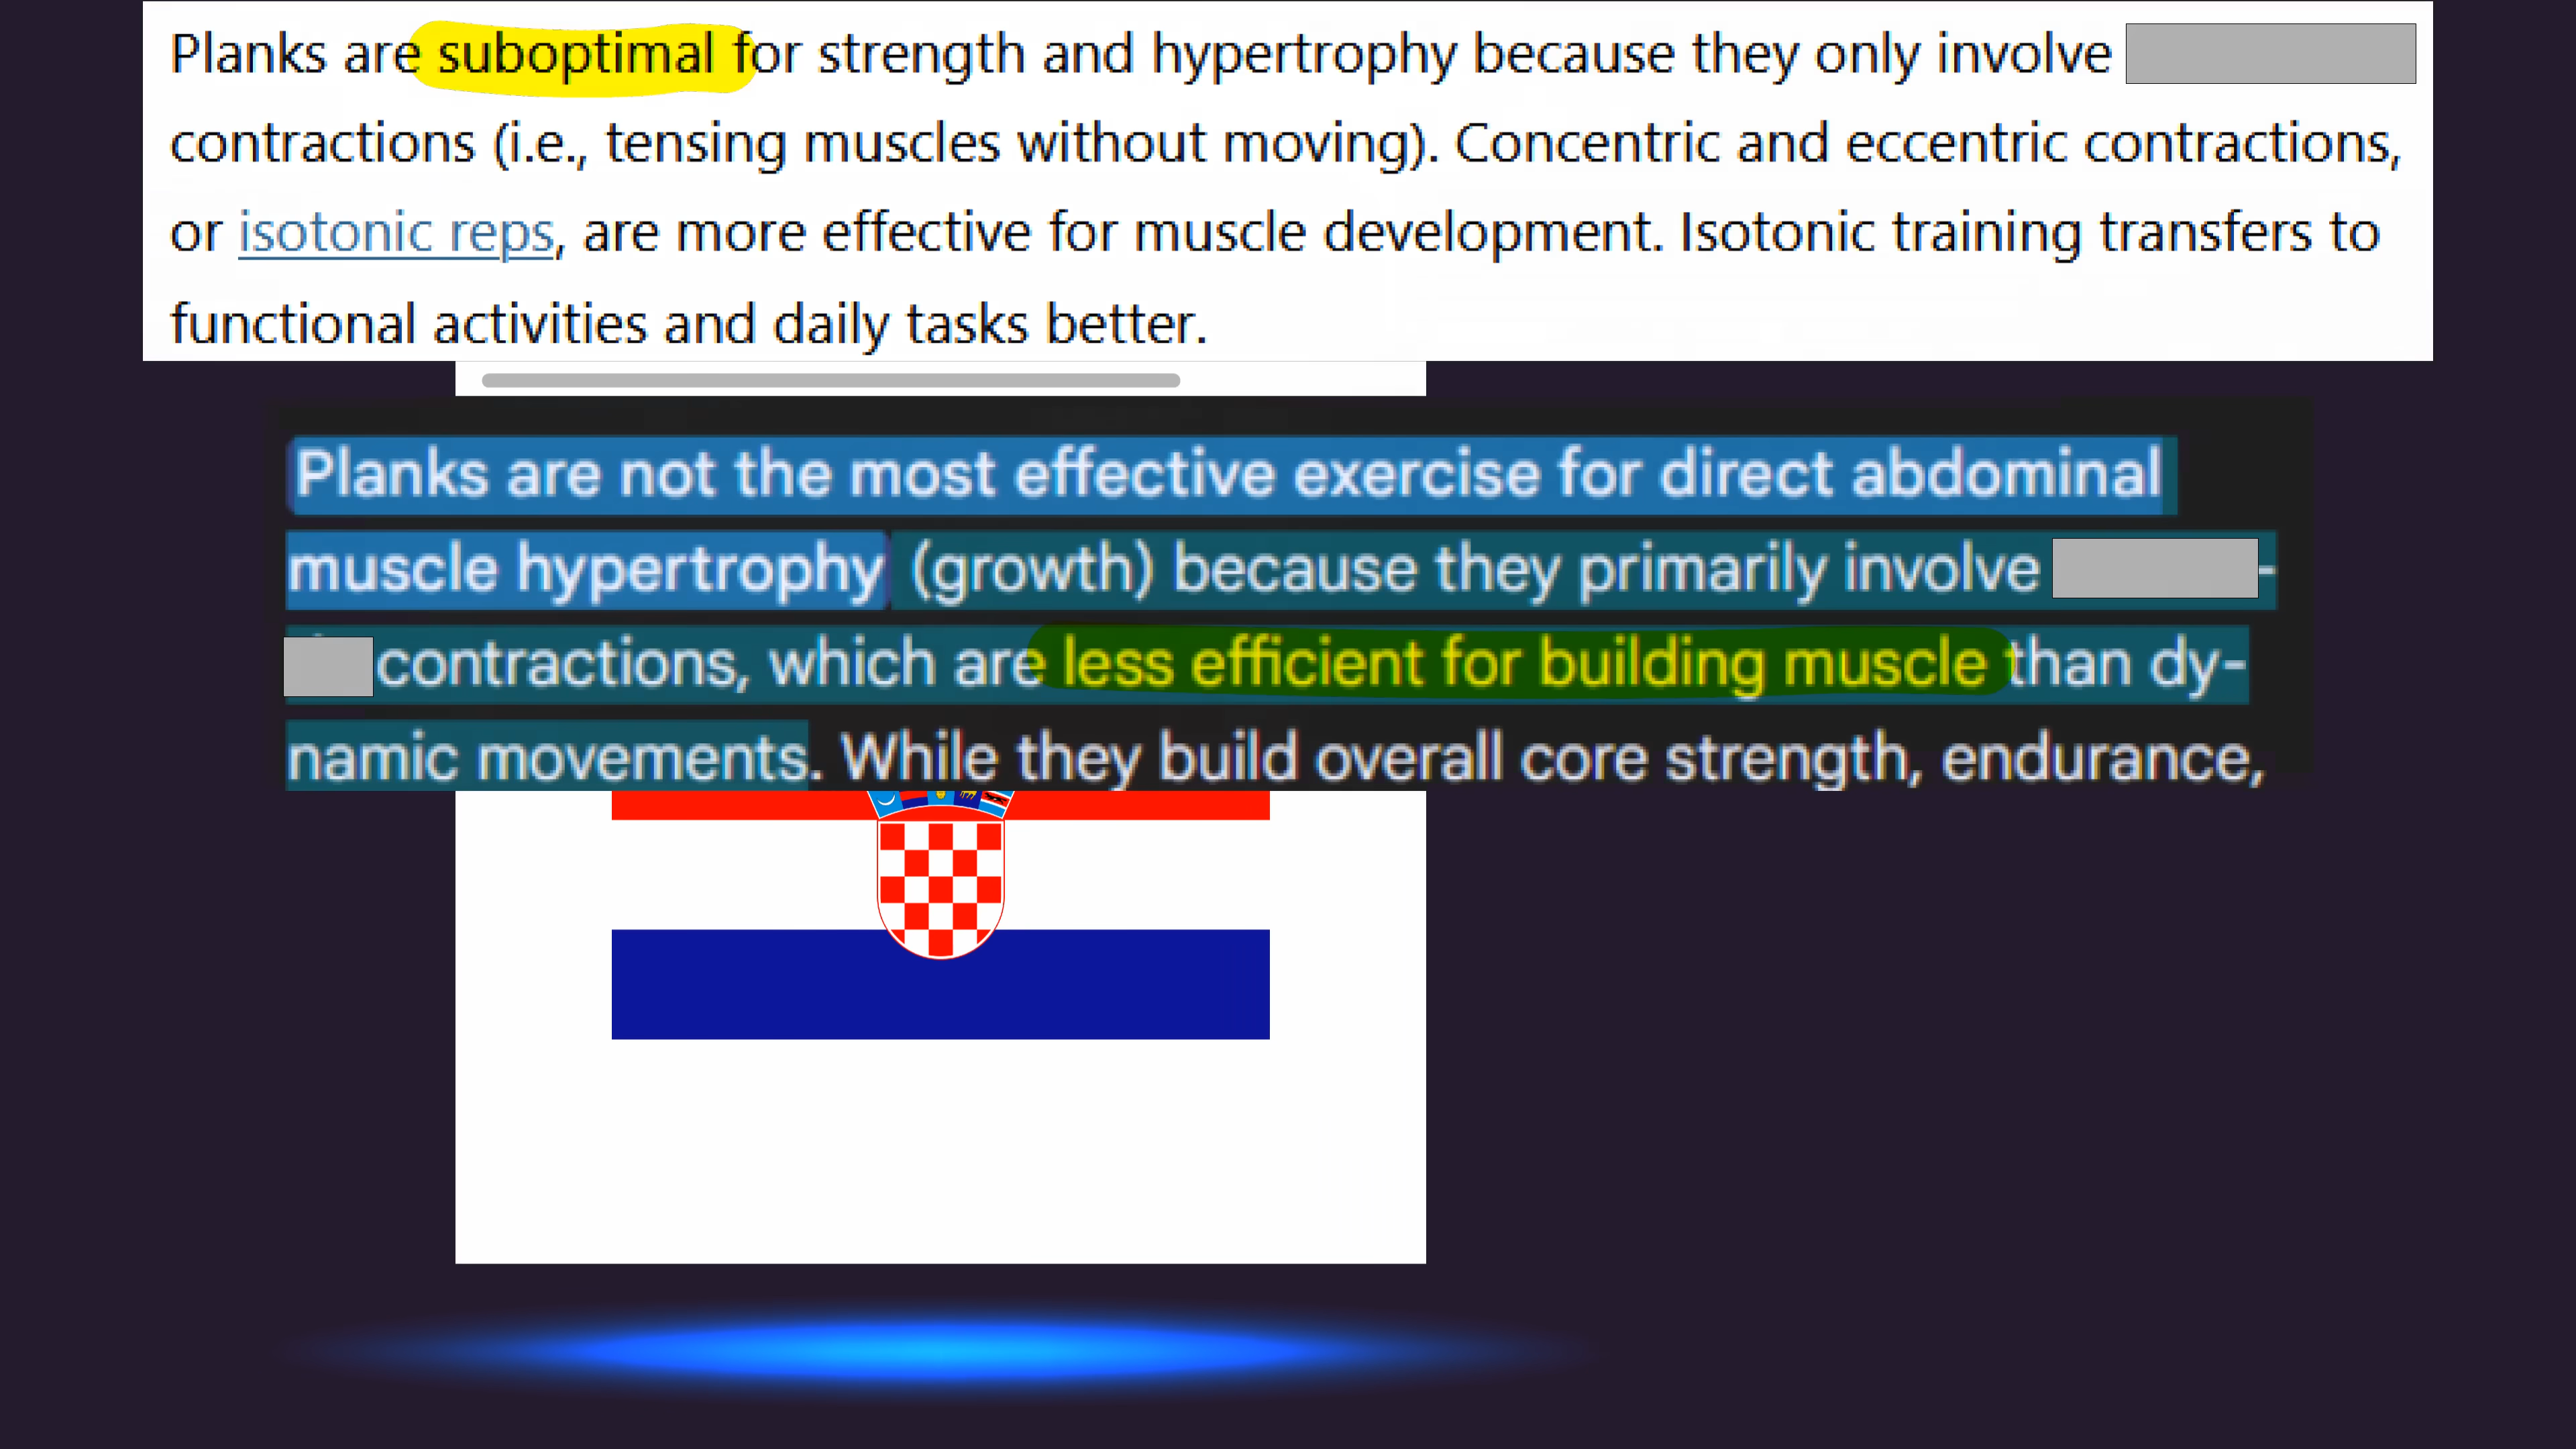 Planks are suboptimal for strength and hypertrophy because they only involve
contractions (i.e., tensing muscles without moving). Concentric and eccentric contractions,
or isotonic reps, are more effective for muscle development. Isotonic training transfers to
functional activities and daily tasks better.
Planks are not the most effective exercise for direct abdominal
muscle hypertrophy (growth) because they primarily involve -
contractions, which are less efficient for building muscle than dy-
namic movements. While they build overall core strength, endurance,